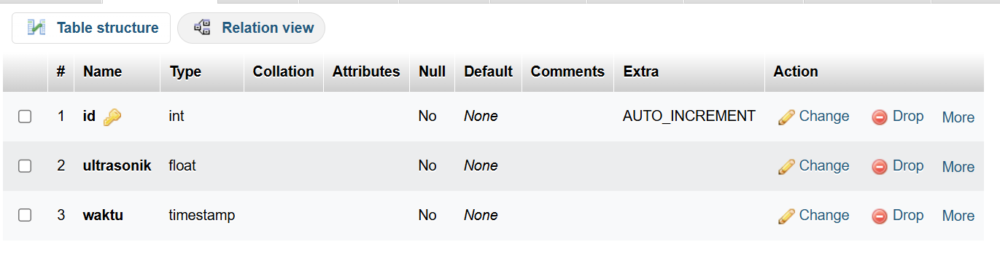 Table structure Relation view
# Name Type Collation Attributes Null Default Comments Extra Action
1 id int No None AUTO_INCREMENT Change Drop More
2 ultrasonik float No None Change Drop More
3 waktu timestamp No None Change Drop More